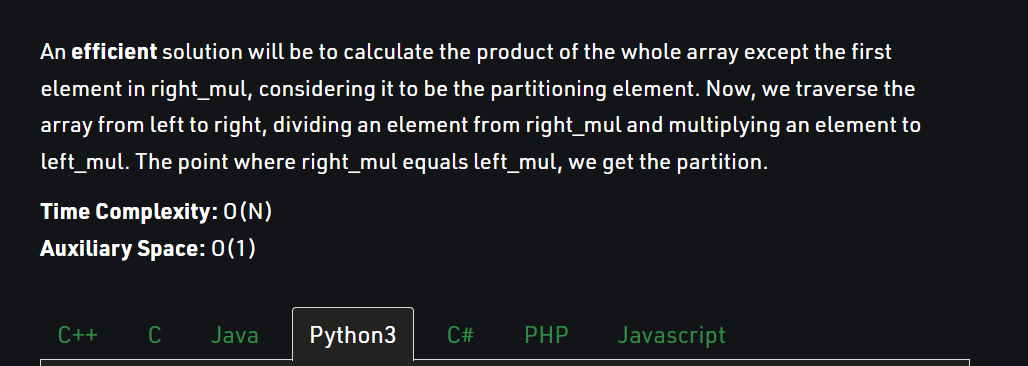 An efficient solution will be to calculate the product of the whole array except the first
element in right_mul, considering it to be the partitioning element. Now, we traverse the
array from left to right, dividing an element from right_mul and multiplying an element to
left_mul. The point where right_mul equals left_mul, we get the partition.
Time Complexity: O(N)
Auxiliary Space: O(1)
C++ C Java Python3 C# PHP Javascript